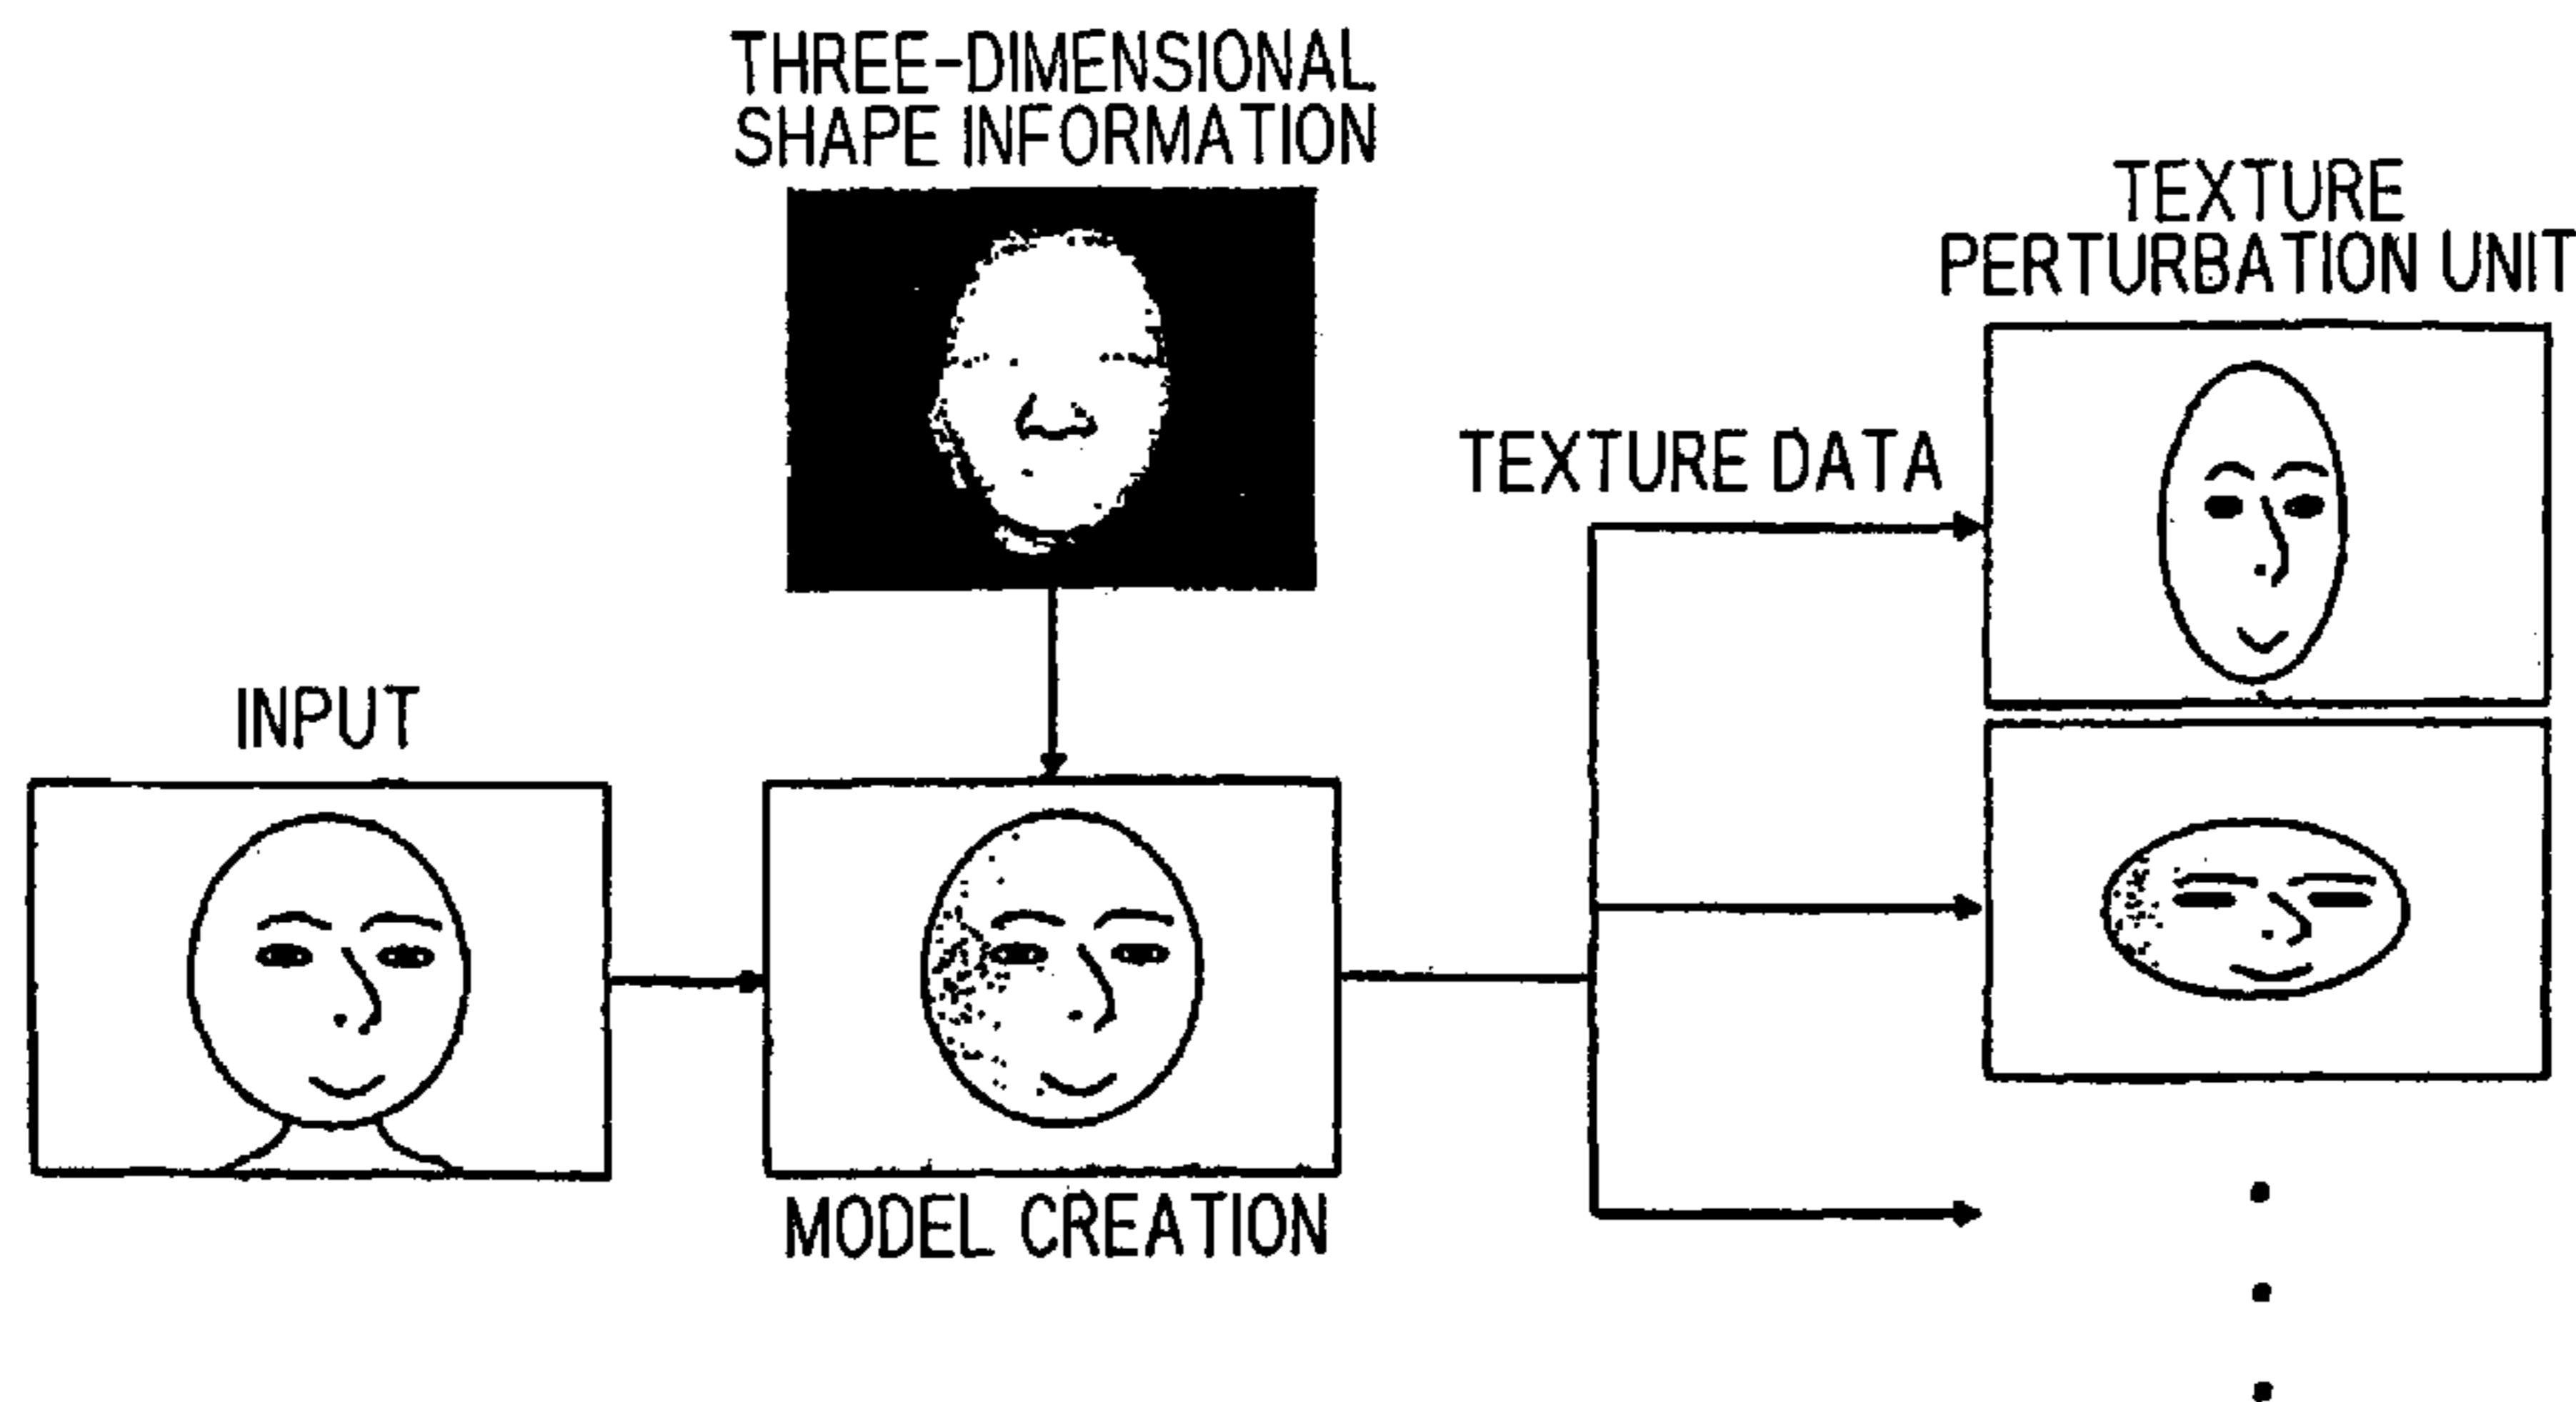 THREE-DIMENSIONAL
SHAPE INFORMATION
TEXTURE
PERTURBATION UNIT
TEXTURE DATA
INPUT
MODEL CREATION